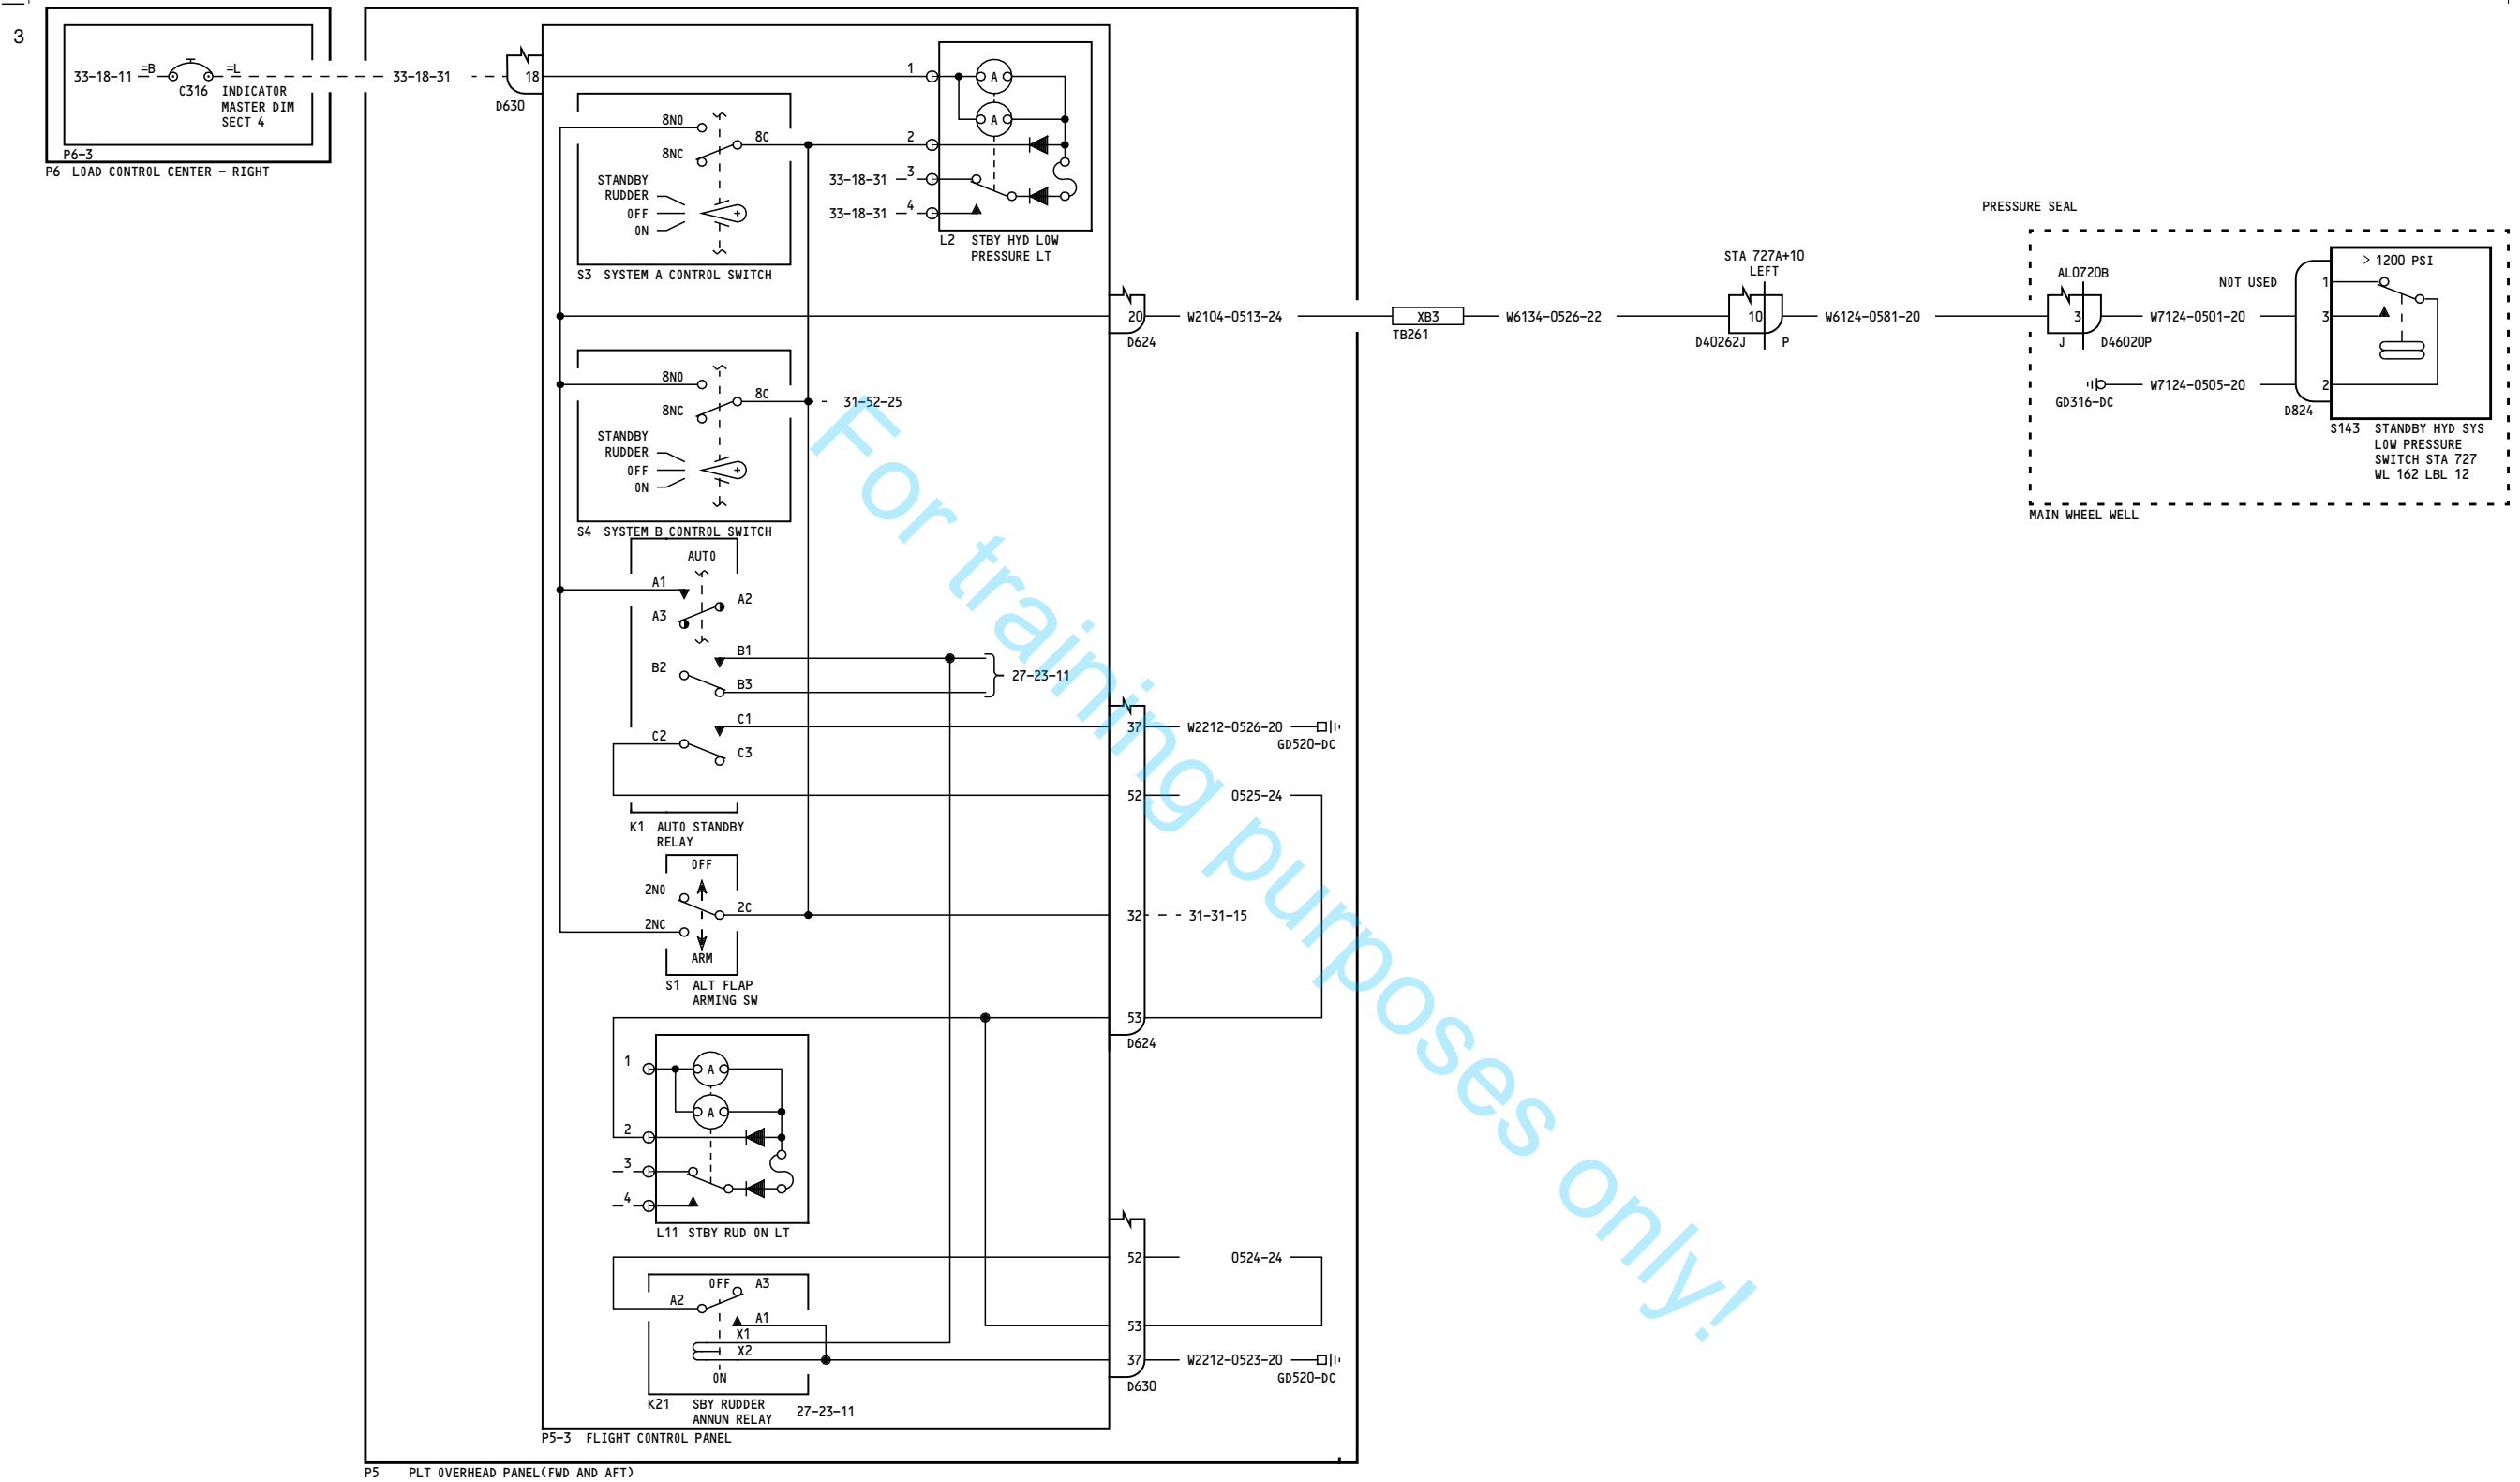 3
33-18-11
=B
=L
C316
INDICATOR
MASTER DIM
SECT 4
P6-3
P6 LOAD CONTROL CENTER - RIGHT
33-18-31
18
D630
8NO
8NC
8C
STANDBY
RUDDER
OFF
ON
S3 SYSTEM A CONTROL SWITCH
1
2
33-18-31
3
33-18-31
4
A
A
L2 STBY HYD LOW
PRESSURE LT
20
D624
W2104-0513-24
XB3
TB261
W6134-0526-22
STA 727A+10
LEFT
10
D40262J P
W6124-0581-20
PRESSURE SEAL
AL0720B
3
J D46020P
W7124-0501-20
NOT USED
GD316-DC
W7124-0505-20
1
3
2
D824
> 1200 PSI
S143 STANDBY HYD SYS
LOW PRESSURE
SWITCH STA 727
WL 162 LBL 12
MAIN WHEEL WELL
8NO
8NC
8C
31-52-25
STANDBY
RUDDER
OFF
ON
S4 SYSTEM B CONTROL SWITCH
AUTO
A1
A2
A3
B1
B2
B3
27-23-11
C1
C2
C3
37
W2212-0526-20
GD520-DC
52
0525-24
K1 AUTO STANDBY
RELAY
OFF
2NO
2C
2NC
ARM
S1 ALT FLAP
ARMING SW
32
31-31-15
53
D624
1
2
3
4
A
A
L11 STBY RUD ON LT
52
0524-24
OFF
A3
A2
A1
X1
X2
ON
53
37
W2212-0523-20
GD520-DC
D630
K21 SBY RUDDER
ANNUN RELAY
27-23-11
P5-3 FLIGHT CONTROL PANEL
P5 PLT OVERHEAD PANEL(FWD AND AFT)
For training purposes only!